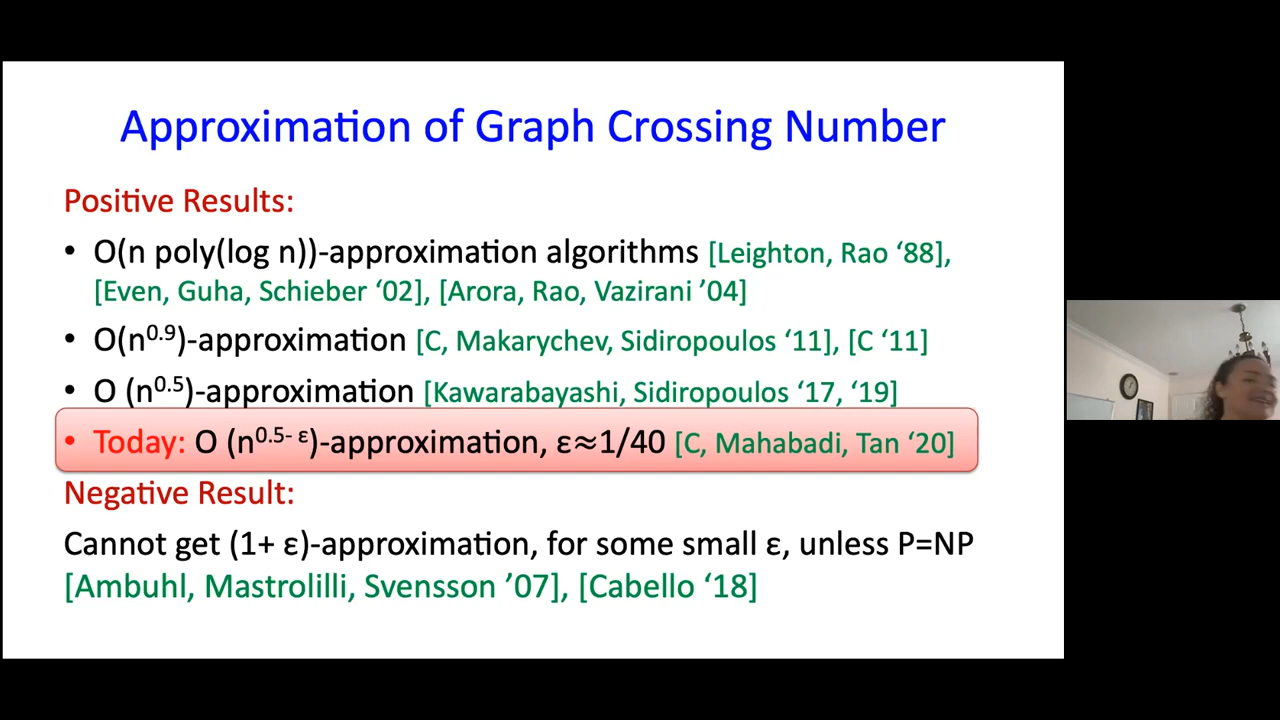 Approximation of Graph Crossing Number
Positive Results:
• O(n poly(log n))-approximation algorithms [Leighton, Rao ‘88],
[Even, Guha, Schieber ‘02], [Arora, Rao, Vazirani ’04]
• O(n^0.9)-approximation [C, Makarychev, Sidiropoulos ‘11], [C ‘11]
• O (n^0.5)-approximation [Kawarabayashi, Sidiropoulos ‘17, ‘19]
• Today: O (n^0.5- ε)-approximation, ε≈1/40 [C, Mahabadi, Tan ‘20]
Negative Result:
Cannot get (1+ ε)-approximation, for some small ε, unless P=NP
[Ambuhl, Mastrolilli, Svensson ’07], [Cabello ‘18]